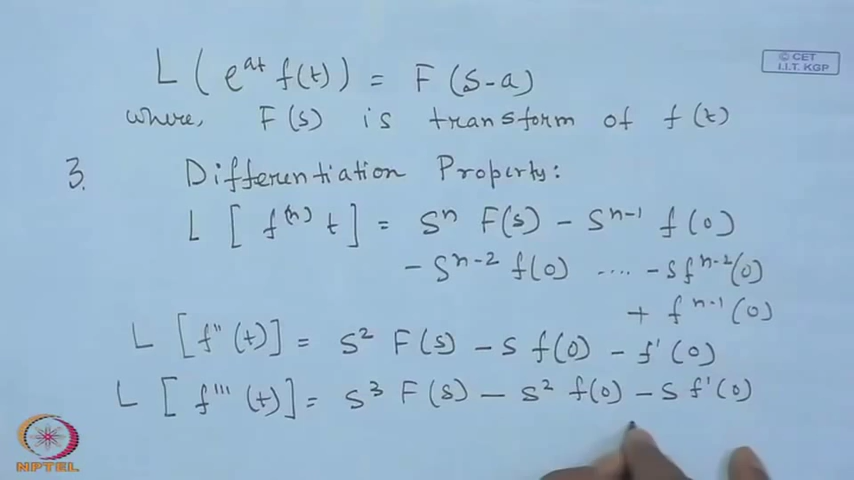 © CET
I.I.T. KGP
L ( e^{at} f(t) ) = F (s-a)
where, F(s) is transform of f(t)
3. Differentiation Property:
L [ f^{(n)} t ] = s^n F(s) - s^{n-1} f(0)
- s^{n-2} f(0) .... - s f^{n-2}(0)
+ f^{n-1}(0)
L [f''(t)] = s^2 F(s) - s f(0) - f'(0)
L [ f'''(t)] = s^3 F(s) - s^2 f(0) - s f'(0)
NPTEL